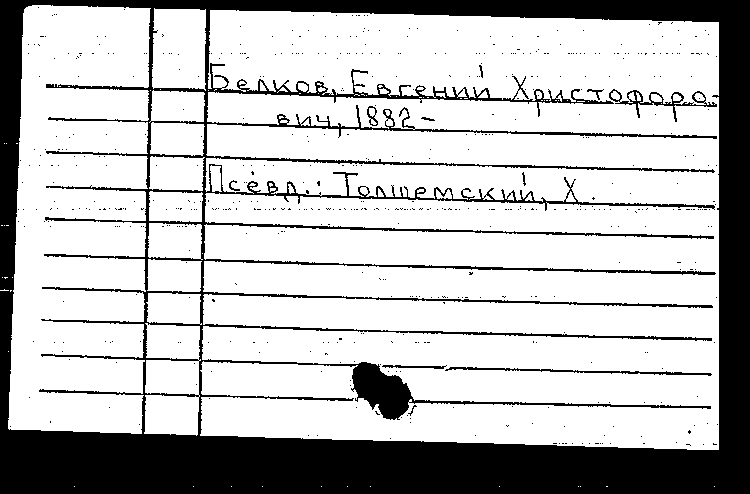 Белков, Евгений Христофоро-
вич, 1882-
Псевд.: Толшемский, Х.